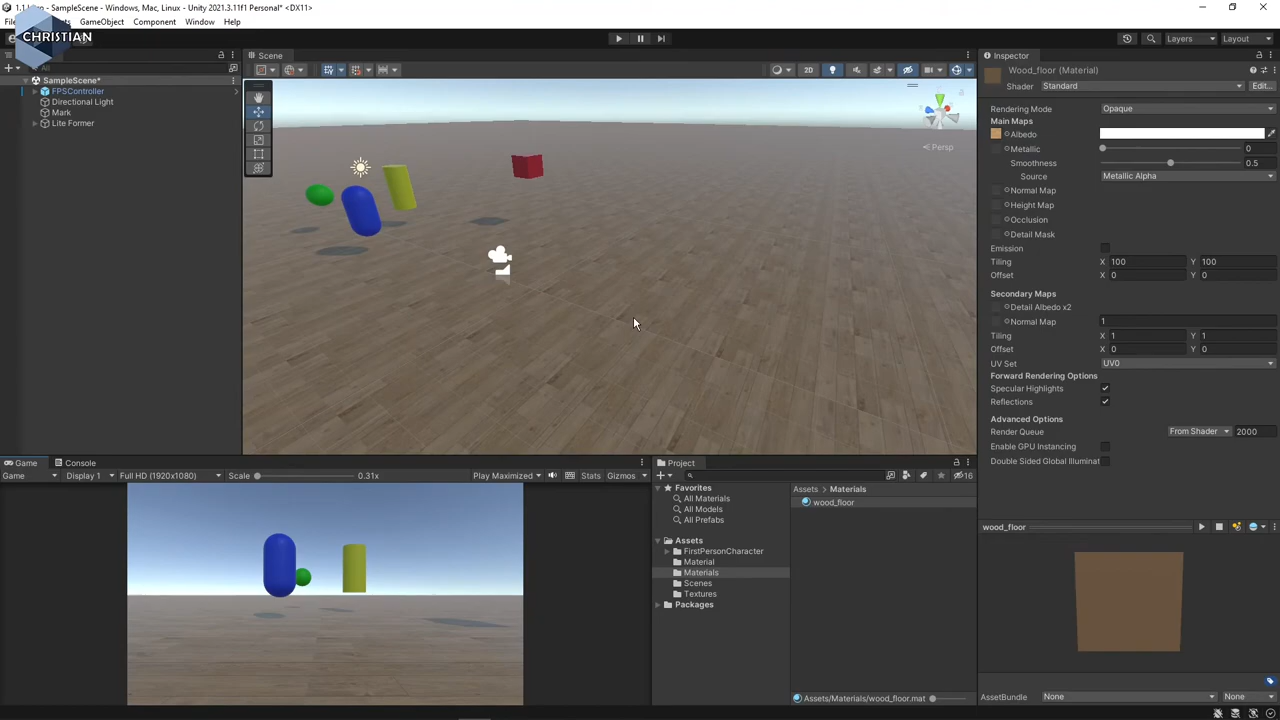 1.1 - SampleScene - Windows, Mac, Linux - Unity 2021.3.11f1 Personal* <DX11>
GameObject Component Window Help
CHRISTIAN
Layers Layout
All
SampleScene*
FPSController
Directional Light
Mark
Lite Former
Scene
2D
Persp
Inspector
Wood_floor (Material)
Shader Standard Edit...
Rendering Mode Opaque
Main Maps
Albedo
Metallic 0
Smoothness 0.5
Source Metallic Alpha
Normal Map
Height Map
Occlusion
Detail Mask
Emission
Tiling X 100 Y 100
Offset X 0 Y 0
Secondary Maps
Detail Albedo x2
Normal Map 1
Tiling X 1 Y 1
Offset X 0 Y 0
UV Set UV0
Forward Rendering Options
Specular Highlights
Reflections
Advanced Options
Render Queue From Shader 2000
Enable GPU Instancing
Double Sided Global Illuminat
Game Console
Game Display 1 Full HD (1920x1080) Scale 0.31x Play Maximized Stats Gizmos
Project
16
Favorites
All Materials
All Models
All Prefabs
Assets
FirstPersonCharacter
Material
Materials
Scenes
Textures
Packages
Assets > Materials
wood_floor
Assets/Materials/wood_floor.mat
wood_floor
AssetBundle None None